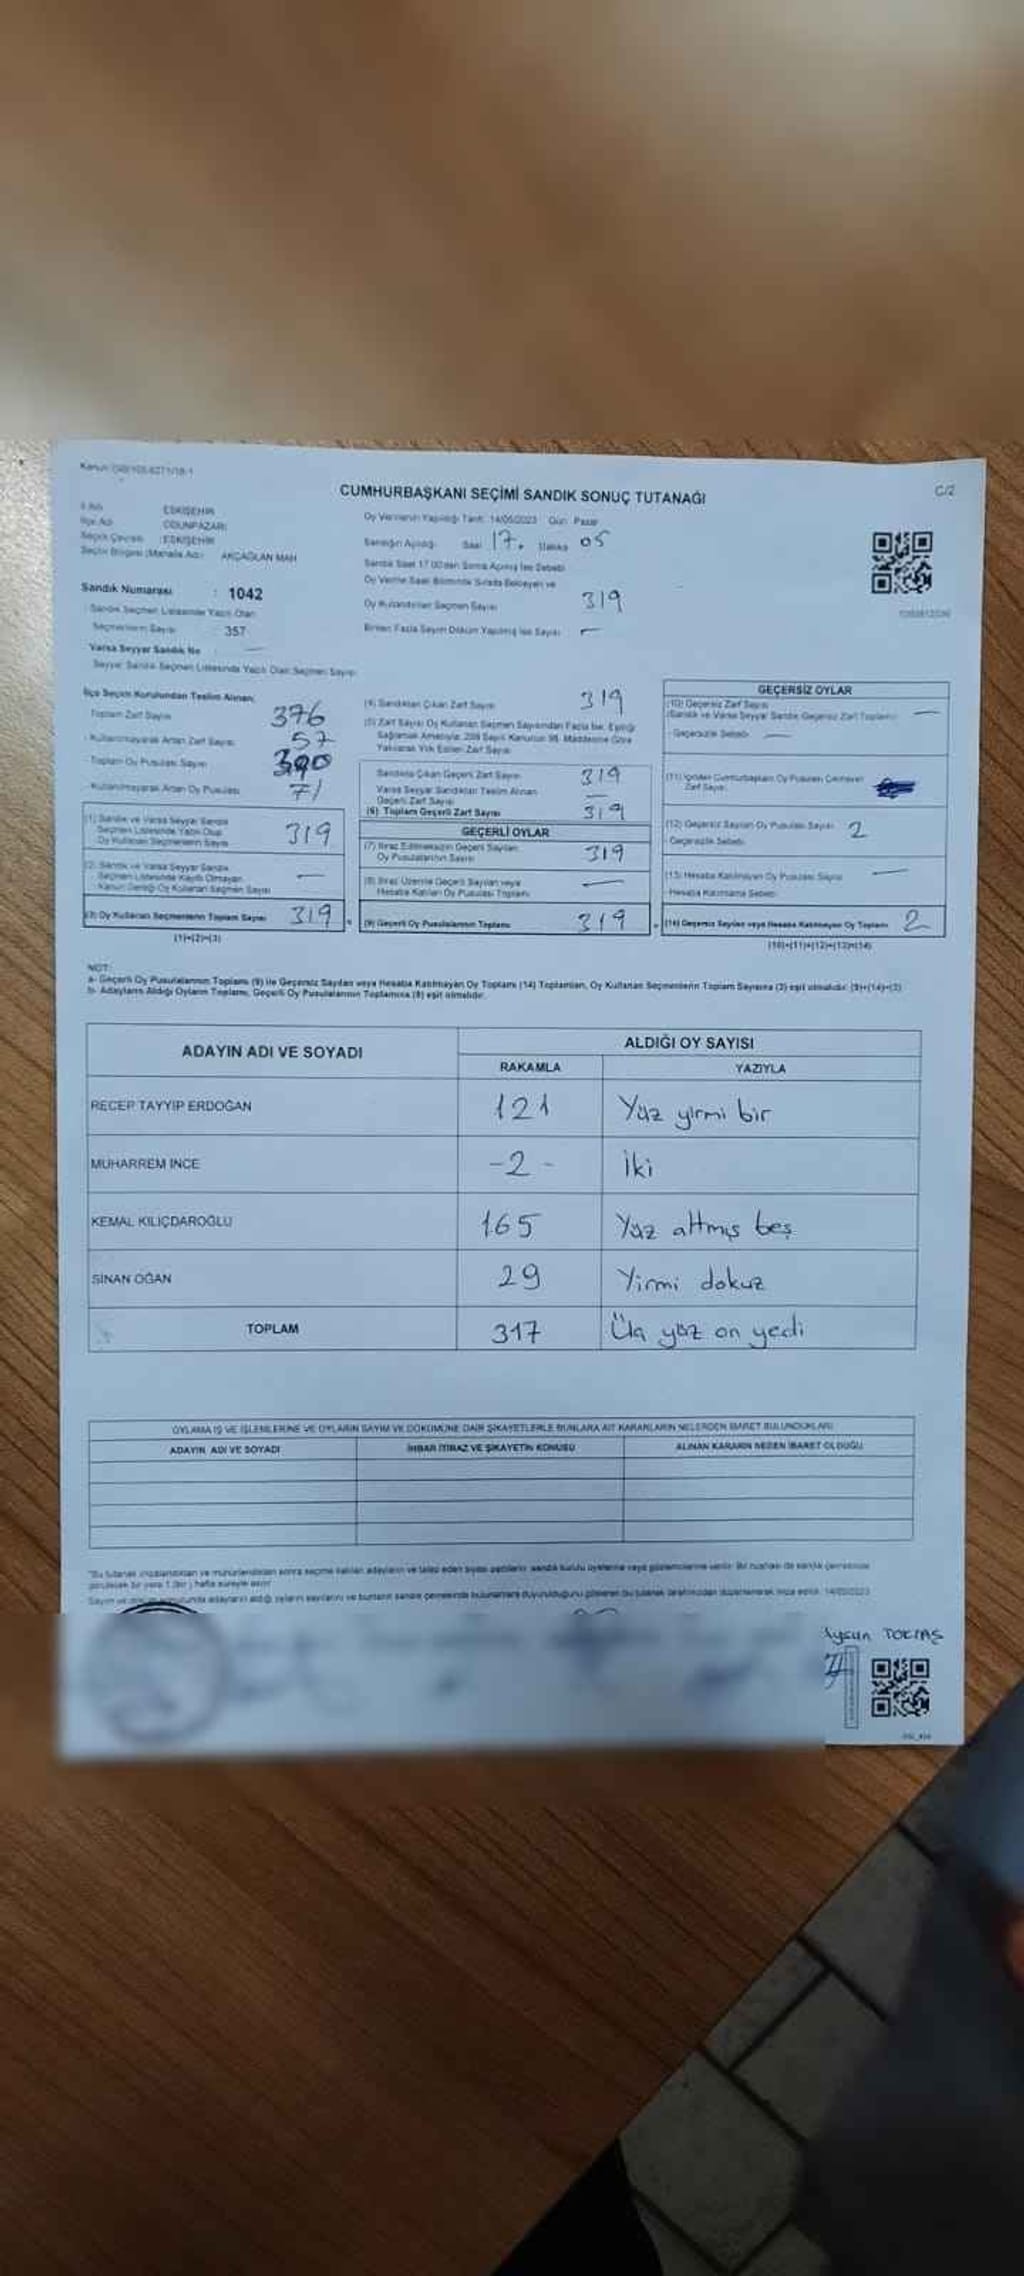 CUMHURBAŞKANI SEÇİMİ SANDIK SONUÇ TUTANAĞI
C/2
İl Adı : ESKİŞEHİR
İlçe Adı : ODUNPAZARI
Seçim Çevresi : ESKİŞEHİR
Seçim Bölgesi (Mahalle Adı) : AKÇAĞLAN MAH
Sandık Numarası : 1042
Sandık Seçmen Listesinde Yazılı Olan
Seçmenlerin Sayısı : 357
Varsa Seyyar Sandık No : —
Seyyar Sandık Seçmen Listesinde Yazılı Olan Seçmen Sayısı:
Oy Vermenin Yapıldığı Tarih: 14/05/2023 Gün: Pazar
Sandığın Açıldığı Saat 17. Dakika 05
Sandık Saat 17.00'den Sonra Açılmış İse Sebebi
Oy Verme Saati Bitiminde Sırada Bekleyen ve
Oy Kullandırılan Seçmen Sayısı 319
Birden Fazla Sayım Döküm Yapılmış İse Sayısı —
İlçe Seçim Kurulundan Teslim Alınan;
Toplam Zarf Sayısı 376
- Kullanılmayarak Artan Zarf Sayısı 57
- Toplam Oy Pusulası Sayısı 390
- Kullanılmayarak Artan Oy Pusulası 71
(1) Sandık ve Varsa Seyyar Sandık
Seçmen Listesinde Yazılı Olup
Oy Kullanan Seçmenlerin Sayısı 319
(2) Sandık ve Varsa Seyyar Sandık
Seçmen Listesinde Kayıtlı Olmayan
Kanun Gereği Oy Kullanan Seçmen Sayısı —
(3) Oy Kullanan Seçmenlerin Toplam Sayısı 319
(1)+(2)=(3)
(4) Sandıktan Çıkan Zarf Sayısı 319
(5) Zarf Sayısı Oy Kullanan Seçmen Sayısından Fazla İse, Eşitliği
Sağlamak Amacıyla; 298 Sayılı Kanunun 98. Maddesine Göre
Yakılarak Yok Edilen Zarf Sayısı
Sandıkta Çıkan Geçerli Zarf Sayısı 319
Varsa Seyyar Sandıktan Teslim Alınan
Geçerli Zarf Sayısı —
(6) Toplam Geçerli Zarf Sayısı 319
GEÇERLİ OYLAR
(7) İtiraz Edilmeksizin Geçerli Sayılan
Oy Pusulalarının Sayısı 319
(8) İtiraz Üzerine Geçerli Sayılan veya
Hesaba Katılan Oy Pusulası Toplamı —
(9) Geçerli Oy Pusulalarının Toplamı 319
GEÇERSİZ OYLAR
(10) Geçersiz Zarf Sayısı
(Sandık ve Varsa Seyyar Sandık Geçersiz Zarf Toplamı) —
- Geçersizlik Sebebi —
(11) İçinden Cumhurbaşkanı Oy Pusulası Çıkmayan
Zarf Sayısı
(12) Geçersiz Sayılan Oy Pusulası Sayısı 2
- Geçersizlik Sebebi
(13) Hesaba Katılmayan Oy Pusulası Sayısı —
- Hesaba Katılmama Sebebi
(14) Geçersiz Sayılan veya Hesaba Katılmayan Oy Toplamı 2
(10)+(11)+(12)+(13)=(14)
NOT:
a- Geçerli Oy Pusulalarının Toplamı (9) ile Geçersiz Sayılan veya Hesaba Katılmayan Oy Toplamı (14) Toplamları, Oy Kullanan Seçmenlerin Toplam Sayısına (3) eşit olmalıdır. (9)+(14)=(3)
b- Adayların Aldığı Oyların Toplamı, Geçerli Oy Pusulalarının Toplamına (9) eşit olmalıdır.
ADAYIN ADI VE SOYADI
ALDIĞI OY SAYISI
RAKAMLA YAZIYLA
RECEP TAYYİP ERDOĞAN 121 Yüz yirmi bir
MUHARREM İNCE -2- İki
KEMAL KILIÇDAROĞLU 165 Yüz altmış beş
SİNAN OĞAN 29 Yirmi dokuz
TOPLAM 317 Üç yüz on yedi
OYLAMA İŞ VE İŞLEMLERİNE VE OYLARIN SAYIM VE DÖKÜMÜNE DAİR ŞİKAYETLERLE BUNLARA AİT KARARLARIN NELERDEN İBARET BULUNDUKLARI
ADAYIN ADI VE SOYADI
İHBAR İTİRAZ VE ŞİKAYETİN KONUSU
ALINAN KARARIN NEDEN İBARET OLDUĞU
Aysun TOKTAŞ